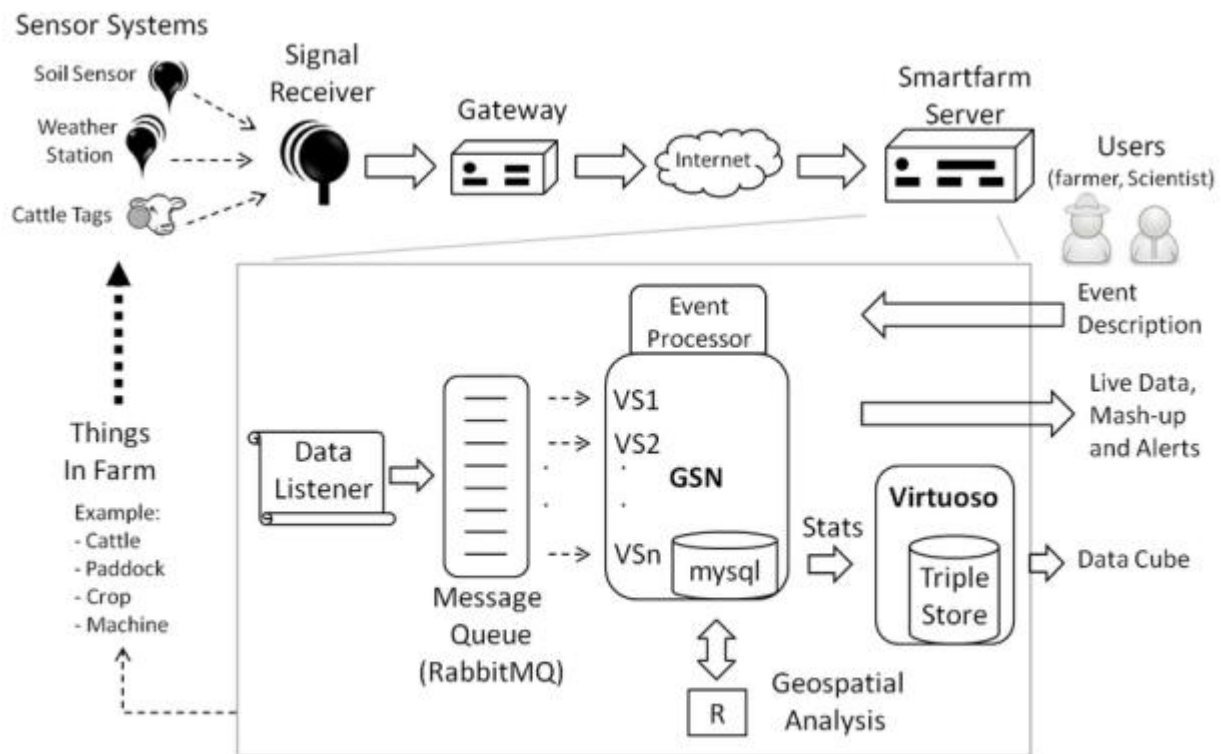 Sensor Systems
Soil Sensor
Weather
Station
Cattle Tags
Signal
Receiver
Gateway
Internet
Smartfarm
Server
Users
(farmer, Scientist)
Things
In Farm
Example:
- Cattle
- Paddock
- Crop
- Machine
Data
Listener
Message
Queue
(RabbitMQ)
Event
Processor
VS1
VS2
GSN
VSn
mysql
R
Geospatial
Analysis
Stats
Virtuoso
Triple
Store
Event
Description
Live Data,
Mash-up
and Alerts
Data Cube